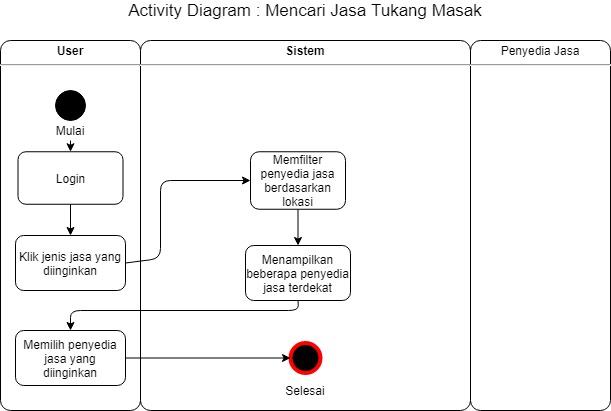 Activity Diagram : Mencari Jasa Tukang Masak
User
Sistem
Penyedia Jasa
Mulai
Login
Klik jenis jasa yang
diinginkan
Memfilter
penyedia jasa
berdasarkan
lokasi
Menampilkan
beberapa penyedia
jasa terdekat
Memilih penyedia
jasa yang
diinginkan
Selesai